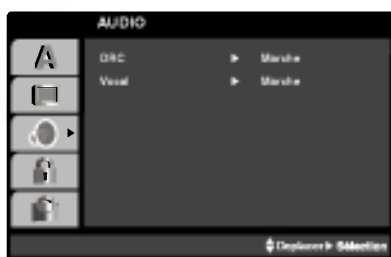 AUDIO
A
DRC ▶ Marche
Vocal ▶ Marche
Déplacer ▶ Sélection